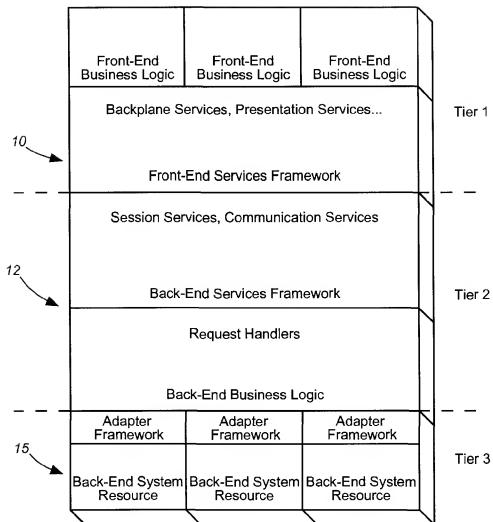 Front-End Front-End Front-End
Business Logic Business Logic Business Logic
Backplane Services, Presentation Services...
Tier 1
10
Front-End Services Framework
Session Services, Communication Services
12
Back-End Services Framework
Tier 2
Request Handlers
Back-End Business Logic
Adapter Adapter Adapter
Framework Framework Framework
15
Tier 3
Back-End System Back-End System Back-End System
Resource Resource Resource